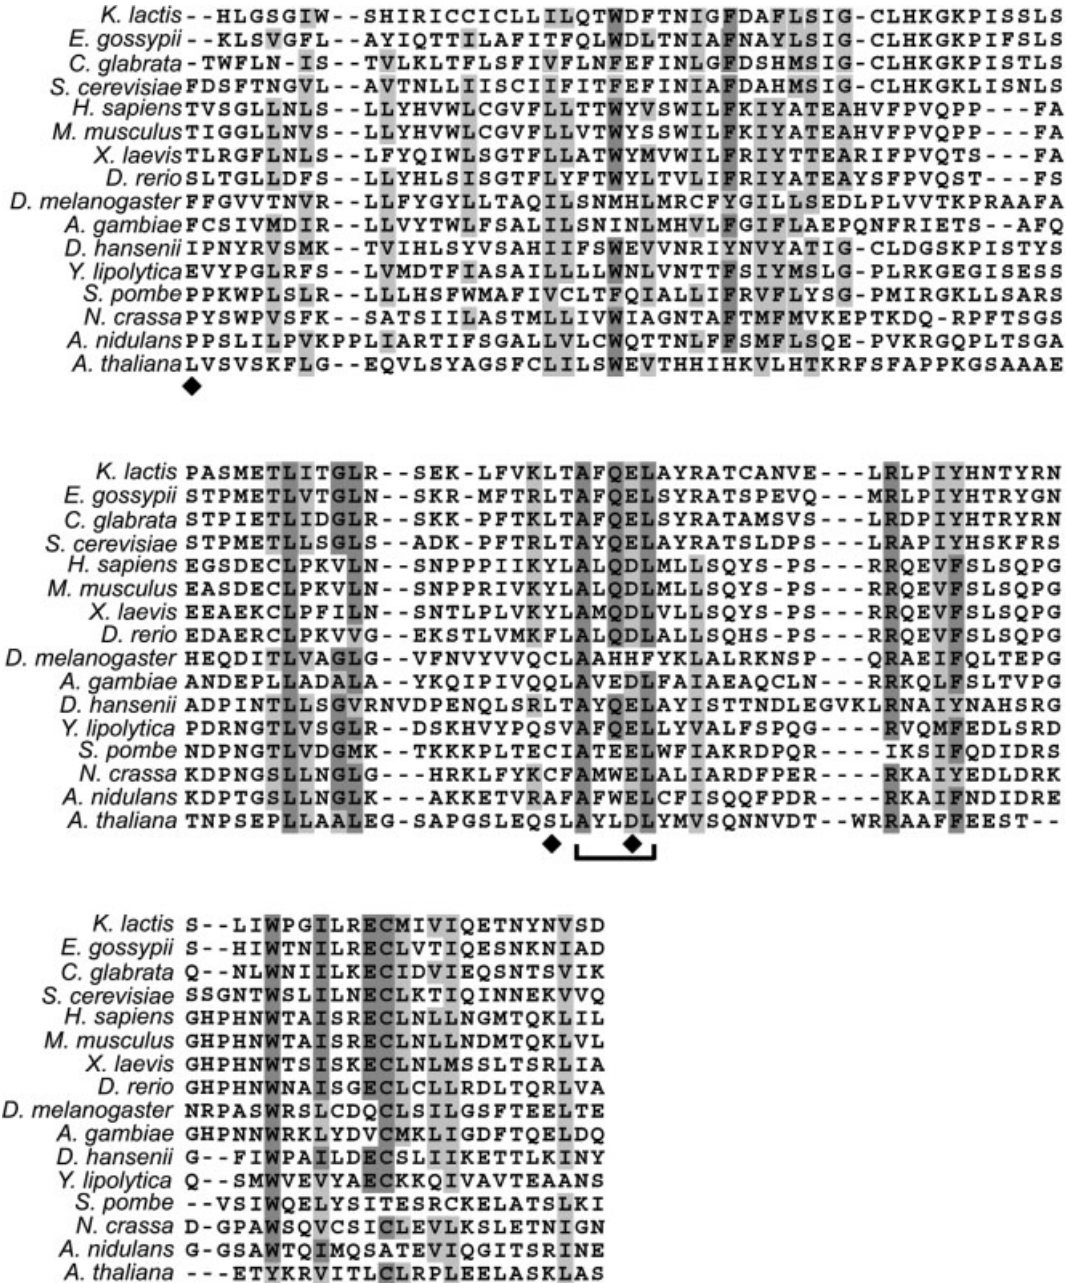 K. lactis --HLGSGIW--SHIRICCICLLILQTWDFTNIGFDAFLSIG-CLHKGKPISSLS
E. gossypii --KLSVGFL--AYIQTTILAFITFQLWDLTNIAFNAYLSIG-CLHKGKPIFSLS
C. glabrata -TWFLN-IS--TVLKLTFLSFIVFLNFEFINLGFDSHMSIG-CLHKGKPISTLS
S. cerevisiae FDSFTNGVL--AVTNLLIISCIIFITFEFINIAFDAHMSIG-CLHKGKLISNLS
H. sapiens TVSGLLNLS--LLYHVWLCGVFLLTTWYVSWILFKIYATEAHVFPVQPP---FA
M. musculus TIGGLLNVS--LLYHVWLCGVFLLVTWYSSWILFKIYATEAHVFPVQPP---FA
X. laevis TLRGFLNLS--LFYQIWLSGTFLLATWYMVWILFRIYTTEARIFPVQTS---FA
D. rerio SLTGLLDFS--LLYHLSISGTFLYFTWYLTVLIFRIYATEAYSFPVQST---FS
D. melanogaster FFGVVTNVR--LLFYGYLLTAQILSNMHLMRCFYGILLSEDLPLVVTKPRAAFA
A. gambiae FCSIVMDIR--LLVYTWLFSALILSNINLMHVLFGIFLAEPQNFRIETS---AFQ
D. hansenii IPNYRVSMK--TVIHLSYVSAHIIFSWEVVNRIYNVYATIG-CLDGSKPISTYS
Y. lipolytica EVYPGLRFS--LVMDTFIASAILLLLWNLVNTTFSIYMSLG-PLRKGEGISESS
S. pombe PPKWPLSLR--LLLHSFWMAFIVCLTFQIALLIFRVFLYSG-PMIRGKLLSARS
N. crassa PYSWPVSFK--SATSIILASTMLLIVWIAGNTAFTMFMVKEPTKDQ-RPFTSGS
A. nidulans PPSLILPVKPPLIARTIFSGALLVLCWQTTNLFFSMFLSQE-PVKRGQPLTSGA
A. thaliana LVSVSKFLG--EQVLSYAGSFCLILSWEVTHHIHKVLHTKRFSFAPPKGSAAAE
K. lactis PASMETLITGLR--SEK-LFVKLTAFQELAYRATCANVE---LRLPIYHNTYRN
E. gossypii STPMETLVTGLN--SKR-MFTRLTAFQELSYRATSPEVQ---MRLPIYHTRYGN
C. glabrata STPIETLIDGLR--SKK-PFTKLTAFQELSYRATAMSVS---LRDPIYHTRYRN
S. cerevisiae STPMETLLSGLS--ADK-PFTRLTAYQELAYRATSLDPS---LRAPIYHSKFRS
H. sapiens EGSDECLPKVLN--SNPPPIIKYLALQDLMLLSQYS-PS---RRQEVFSLSQPG
M. musculus EASDECLPKVLN--SNPPRIVKYLALQDLMLLSQYS-PS---RRQEVFSLSQPG
X. laevis EEAEKCLPFILN--SNTLPLVKYLAMQDLVLLSQYS-PS---RRQEVFSLSQPG
D. rerio EDAERCLPKVVG--EKSTLVMKFLALQDLALLSQHS-PS---RRQEVFSLSQPG
D. melanogaster HEQDITLVAGLG--VFNVYVVQCLAAHHFYKLALRKNSP---QRAEIFQLTEPG
A. gambiae ANDEPLLADALA--YKQIPIVQQLAVEDLFAIAEAQCLN---RRKQLFSLTVPG
D. hansenii ADPINTLLSGVRNVDPENQLSRLTAYQELAYISTTNDLEGVKLRNAIYNAHSRG
Y. lipolytica PDRNGTLVSGLR--DSKHVYPQSVAFQELLYVALFSPQG----RVQMFEDLSRD
S. pombe NDPNGTLVDGMK--TKKKPLTECIATEELWFIAKRDPQR----IKSIFQDIDRS
N. crassa KDPNGSLLNGLG---HRKLFYKCFAMWELALIARDFPER----RKAIYEDLDRK
A. nidulans KDPTGSLLNGLK---AKKETVRAFAFWELCFISQQFPDR----RKAIFNDIDRE
A. thaliana TNPSEPLLAALEG-SAPGSLEQSLAYLDLYMVSQNNVDT--WRRAAFFEEST--
K. lactis S--LIWPGILRECMIVIQETNYNVSD
E. gossypii S--HIWTNILRECLVTIQESNKNIAD
C. glabrata Q--NLWNIILKECIDVIEQSNTSVIK
S. cerevisiae SSGNTWSLILNECLKTIQINNEKVVQ
H. sapiens GHPHNWTAISRECLNLLNGMTQKLIL
M. musculus GHPHNWTAISRECLNLLNDMTQKLVL
X. laevis GHPHNWTSISKECLNLMSSLTSRLIA
D. rerio GHPHNWNAISGECLCLLRDLTQRLVA
D. melanogaster NRPASWRSLCDQCLSILGSFTEELTE
A. gambiae GHPNNWRKLYDVCMKLIGDFTQELDQ
D. hansenii G--FIWPAILDECSLIIKETTLKINY
Y. lipolytica Q--SMWVEVYAECKKQIVAVTEAANS
S. pombe --VSIWQELYSITESRCKELATSLKI
N. crassa D-GPAWSQVCSICLEVLKSLETNIGN
A. nidulans G-GSAWTQIMQSATEVIQGITSRINE
A. thaliana ---ETYKRVITLCLRPLEELASKLAS